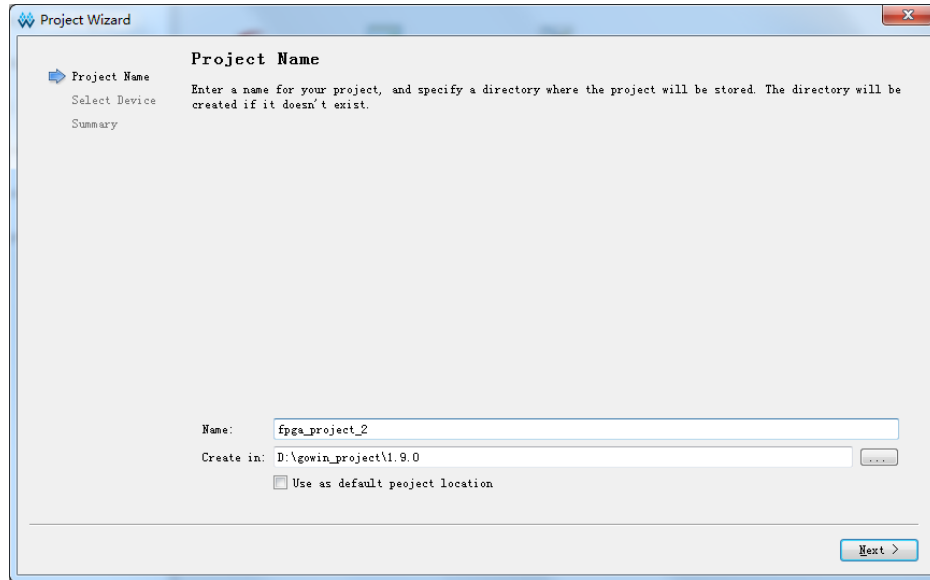 Project Wizard
Project Name
Select Device
Summary
Project Name
Enter a name for your project, and specify a directory where the project will be stored. The directory will be
created if it doesn't exist.
Name: fpga_project_2
Create in: D:\gowin_project\1.9.0 ...
Use as default peoject location
Next >